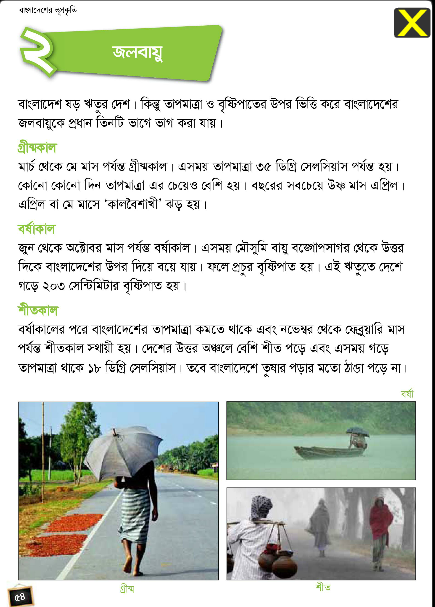 বাংলাদেশের ভূপ্রকৃতি
২
জলবায়ু
বাংলাদেশ ষড় ঋতুর দেশ। কিন্তু তাপমাত্রা ও বৃষ্টিপাতের উপর ভিত্তি করে বাংলাদেশের
জলবায়ুকে প্রধান তিনটি ভাগে ভাগ করা যায়।
গ্রীষ্মকাল
মার্চ থেকে মে মাস পর্যন্ত গ্রীষ্মকাল। এসময় তাপমাত্রা ৩৫ ডিগ্রি সেলসিয়াস পর্যন্ত হয়।
কোনো কোনো দিন তাপমাত্রা এর চেয়েও বেশি হয়। বছরের সবচেয়ে উষ্ণ মাস এপ্রিল।
এপ্রিল বা মে মাসে ‘কালবৈশাখী’ ঝড় হয়।
বর্ষাকাল
জুন থেকে অক্টোবর মাস পর্যন্ত বর্ষাকাল। এসময় মৌসুমি বায়ু বঙ্গোপসাগর থেকে উত্তর
দিকে বাংলাদেশের উপর দিয়ে বয়ে যায়। ফলে প্রচুর বৃষ্টিপাত হয়। এই ঋতুতে দেশে
গড়ে ২০৩ সেন্টিমিটার বৃষ্টিপাত হয়।
শীতকাল
বর্ষাকালের পরে বাংলাদেশের তাপমাত্রা কমতে থাকে এবং নভেম্বর থেকে ফেব্রুয়ারি মাস
পর্যন্ত শীতকাল স্থায়ী হয়। দেশের উত্তর অঞ্চলে বেশি শীত পড়ে এবং এসময় গড়ে
তাপমাত্রা থাকে ১৮ ডিগ্রি সেলসিয়াস। তবে বাংলাদেশে তুষার পড়ার মতো ঠাণ্ডা পড়ে না।
বর্ষা
গ্রীষ্ম
শীত
৫৪